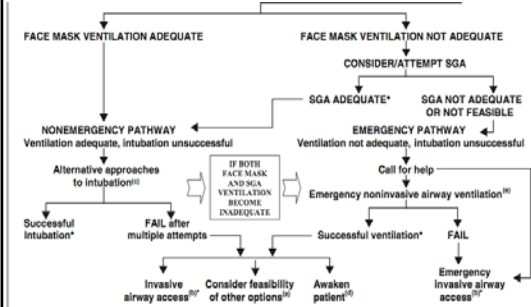 FACE MASK VENTILATION ADEQUATE
FACE MASK VENTILATION NOT ADEQUATE
CONSIDER/ATTEMPT SGA
SGA ADEQUATE*
SGA NOT ADEQUATE
OR NOT FEASIBLE
NONEMERGENCY PATHWAY
Ventilation adequate, intubation unsuccessful
EMERGENCY PATHWAY
Ventilation not adequate, intubation unsuccessful
Alternative approaches
to intubation(c)
IF BOTH
FACE MASK
AND SGA
VENTILATION
BECOME
INADEQUATE
Call for help
Emergency noninvasive airway ventilation(e)
Successful
Intubation*
FAIL after
multiple attempts
Successful ventilation*
FAIL
Invasive
airway access(b)*
Consider feasibility
of other options(a)
Awaken
patient(d)
Emergency
invasive airway
access(b)*